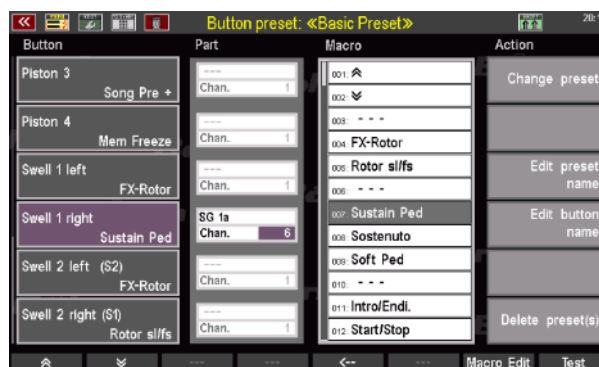 Button preset: «Basic Preset»
Button
Part
Macro
Action
Piston 3
Song Pre +
---
Chan. 1
Piston 4
Mem Freeze
---
Chan. 1
Swell 1 left
FX-Rotor
---
Chan. 1
Swell 1 right
Sustain Ped
SG 1a
Chan. 6
Swell 2 left (S2)
FX-Rotor
---
Chan. 1
Swell 2 right (S1)
Rotor sl/fs
---
Chan. 1
001:
002:
003: - - -
004: FX-Rotor
005: Rotor sl/fs
006: - - -
007: Sustain Ped
008: Sostenuto
009: Soft Ped
010: - - -
011: Intro/Endi.
012: Start/Stop
Change preset
Edit preset
name
Edit button
name
Delete preset(s)
--- --- <-- --- Macro Edit Test